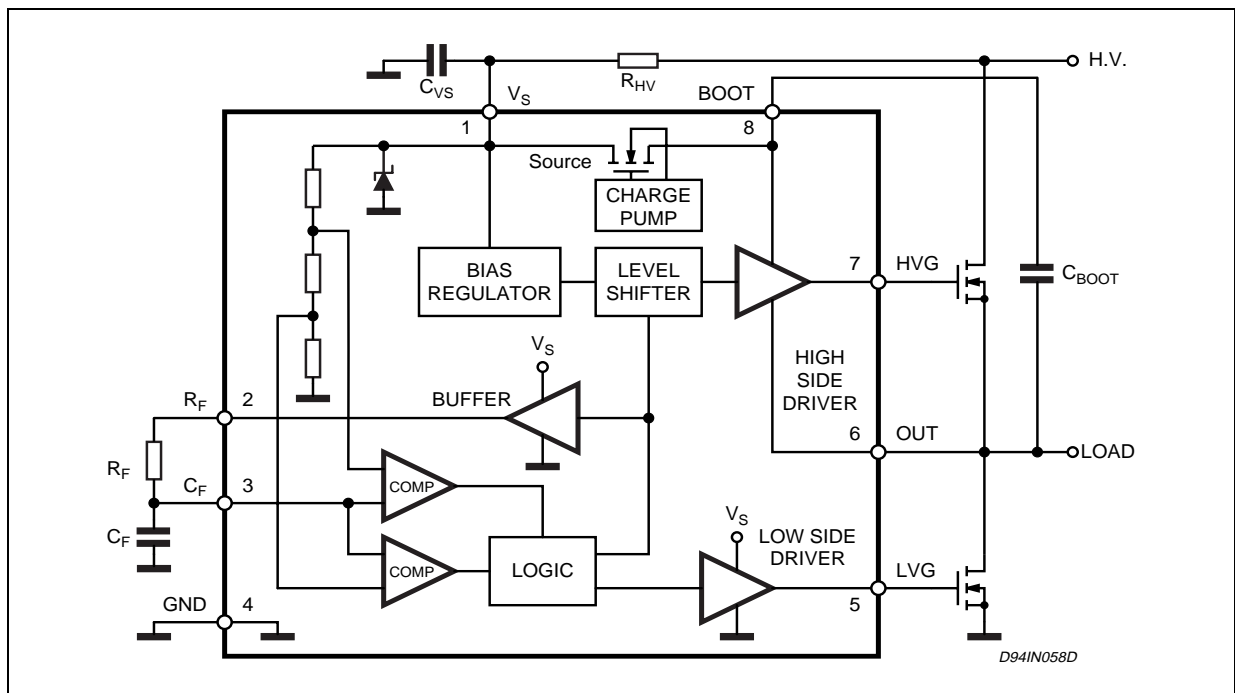 H.V.
C_VS
V_S
R_HV
BOOT
1
8
Source
CHARGE
PUMP
BIAS
REGULATOR
LEVEL
SHIFTER
7
HVG
C_BOOT
V_S
HIGH
SIDE
DRIVER
R_F
2
BUFFER
6
OUT
LOAD
R_F
C_F
3
COMP
V_S
LOW SIDE
DRIVER
C_F
COMP
LOGIC
LVG
GND
4
5
D94IN058D